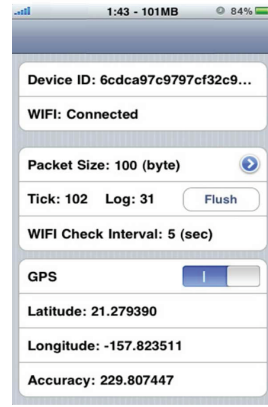 1:43 - 101MB 84%
Device ID: 6cdca97c9797cf32c9...
WIFI: Connected
Packet Size: 100 (byte)
Tick: 102 Log: 31 Flush
WIFI Check Interval: 5 (sec)
GPS
Latitude: 21.279390
Longitude: -157.823511
Accuracy: 229.807447